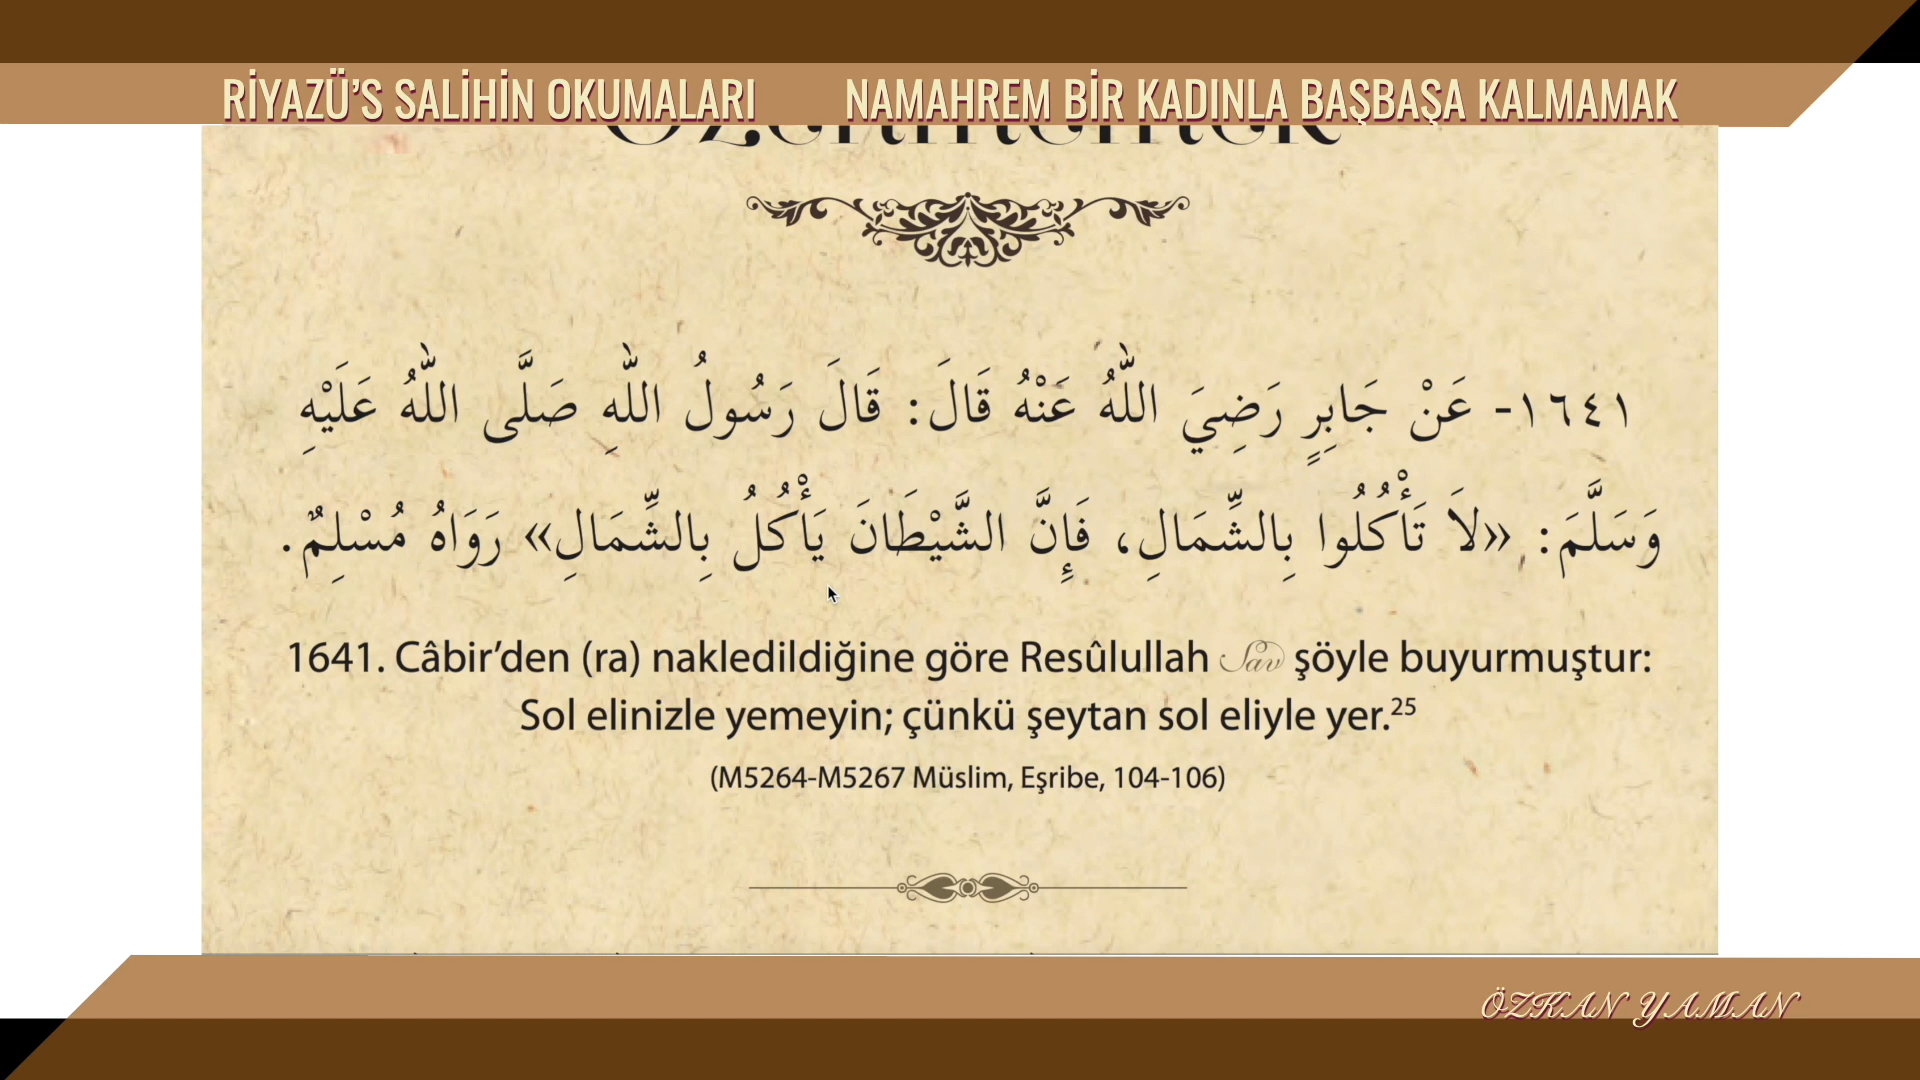 RİYAZÜ'S SALİHİN OKUMALARI NAMAHREM BİR KADINLA BAŞBAŞA KALMAMAK
١٦٤١- عَنْ جَابِرٍ رَضِيَ اللّٰهُ عَنْهُ قَالَ: قَالَ رَسُولُ اللّٰهِ صَلَّى اللّٰهُ عَلَيْهِ
وَسَلَّمَ: «لاَ تَأْكُلُوا بِالشِّمَالِ، فَإِنَّ الشَّيْطَانَ يَأْكُلُ بِالشِّمَالِ» رَوَاهُ مُسْلِمٌ.
1641. Câbir’den (ra) nakledildiğine göre Resûlullah Sav şöyle buyurmuştur:
Sol elinizle yemeyin; çünkü şeytan sol eliyle yer.25
(M5264-M5267 Müslim, Eşribe, 104-106)
ÖZKAN YAMAN